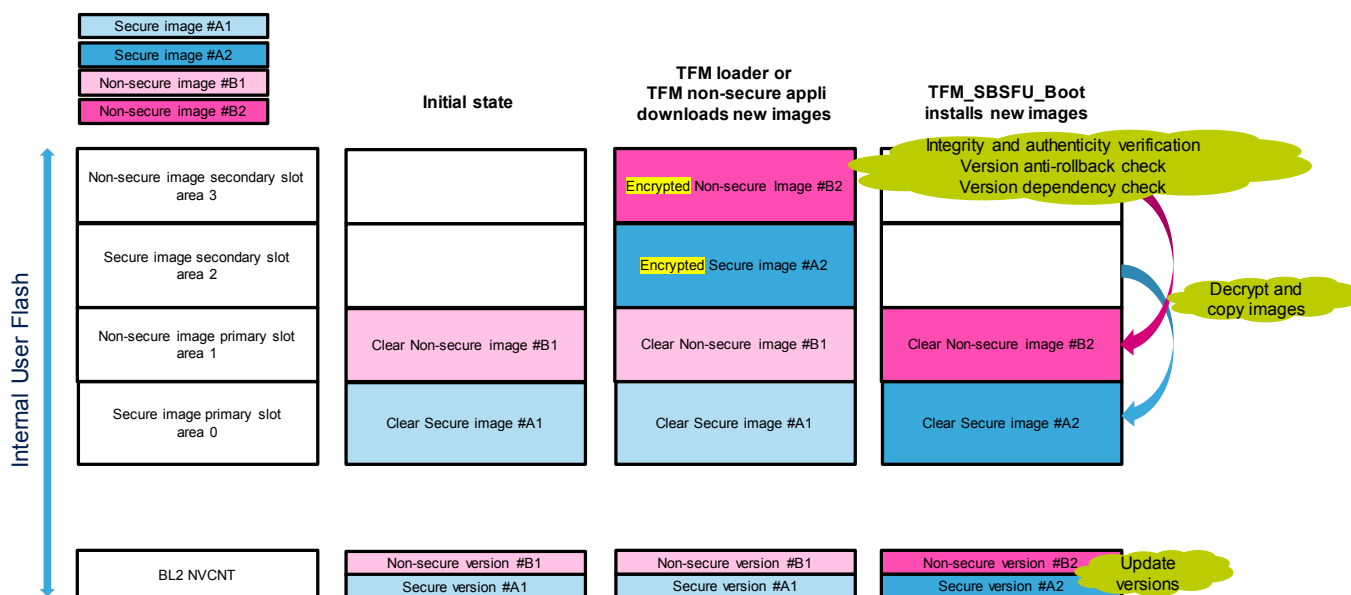 Secure image #A1
Secure image #A2
Non-secure image #B1
Non-secure image #B2
Initial state
TFM loader or
TFM non-secure appli
downloads new images
TFM_SBSFU_Boot
installs new images
Internal User Flash
Non-secure image secondary slot
area 3
Encrypted Non-secure Image #B2
Integrity and authenticity verification
Version anti-rollback check
Version dependency check
Secure image secondary slot
area 2
Encrypted Secure image #A2
Decrypt and
copy images
Non-secure image primary slot
area 1
Clear Non-secure image #B1
Clear Non-secure image #B1
Clear Non-secure image #B2
Secure image primary slot
area 0
Clear Secure image #A1
Clear Secure image #A1
Clear Secure image #A2
BL2 NVCNT
Non-secure version #B1
Secure version #A1
Non-secure version #B1
Secure version #A1
Non-secure version #B2
Secure version #A2
Update
versions